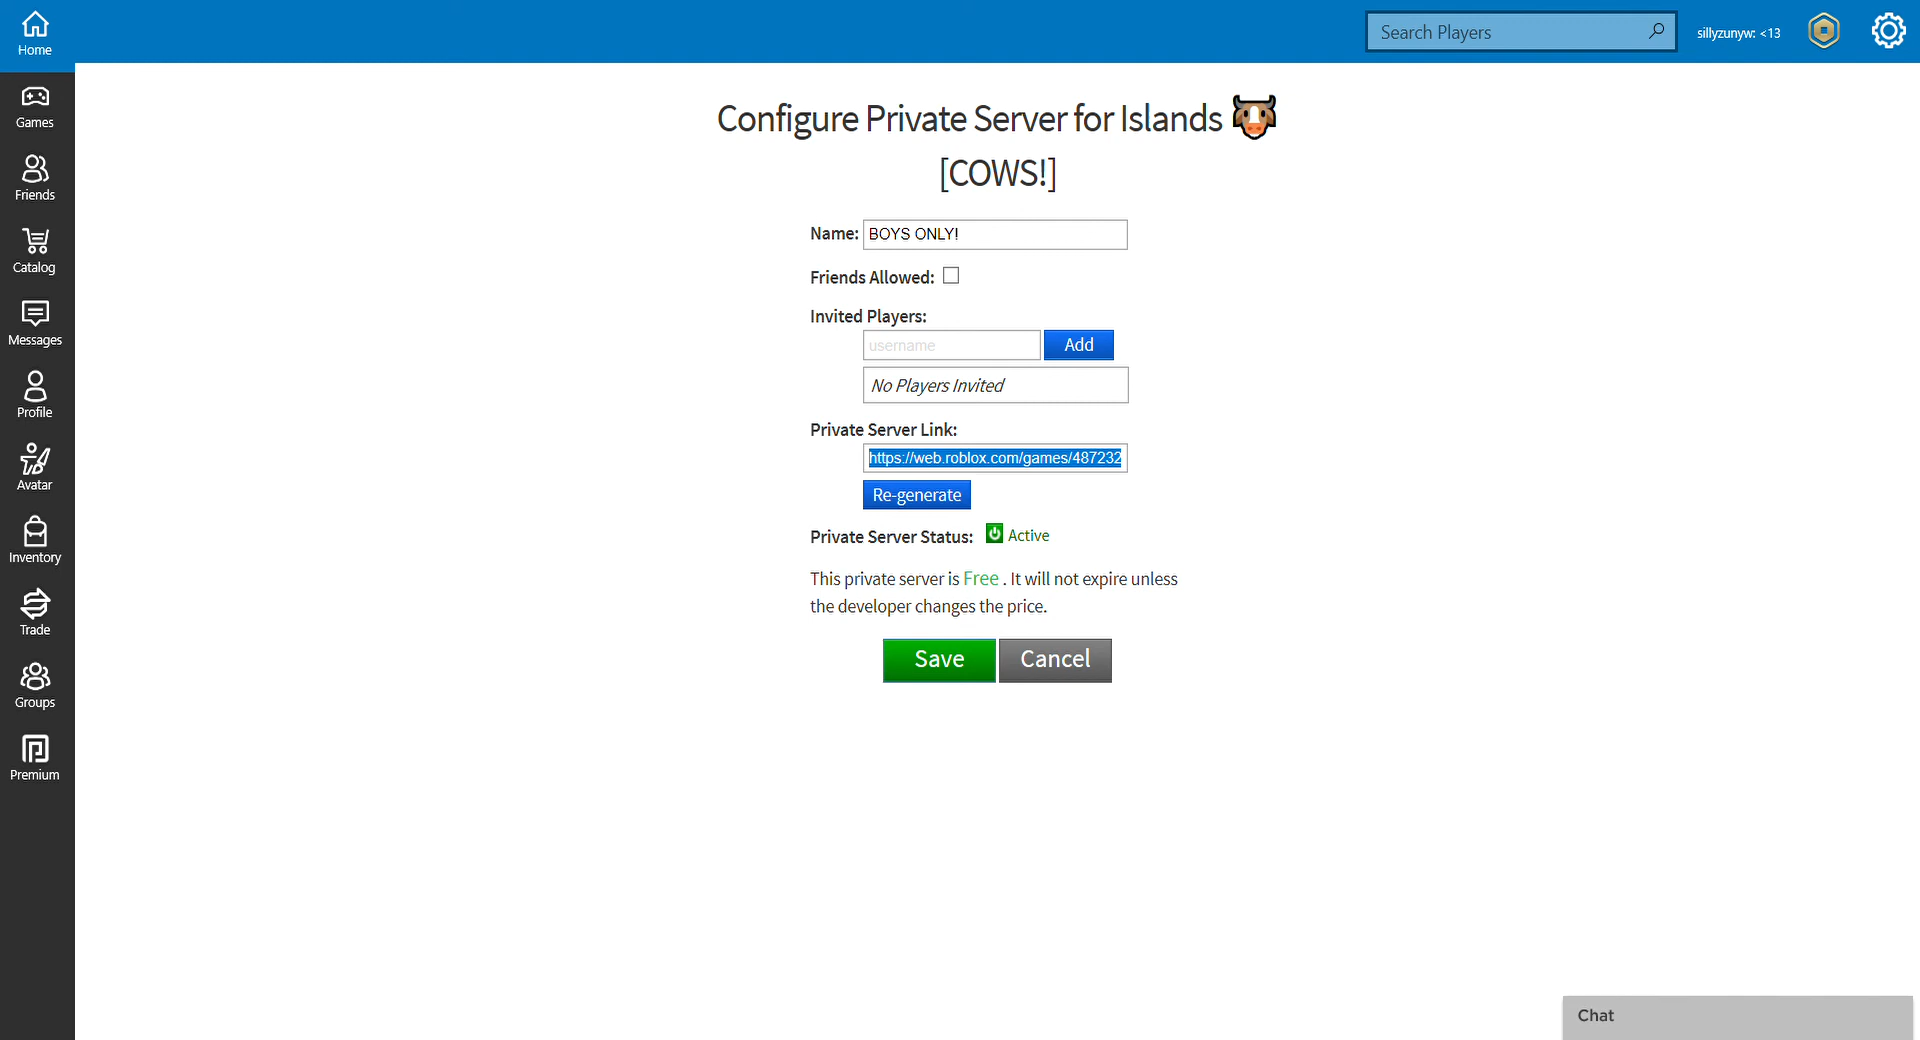 Home
Search Players
sillyzunyw: <13
Games
Friends
Catalog
Messages
Profile
Avatar
Inventory
Trade
Groups
Premium
Configure Private Server for Islands
[COWS!]
Name: BOYS ONLY!
Friends Allowed:
Invited Players:
username Add
No Players Invited
Private Server Link:
https://web.roblox.com/games/487232
Re-generate
Private Server Status: Active
This private server is Free . It will not expire unless
the developer changes the price.
Save Cancel
Chat